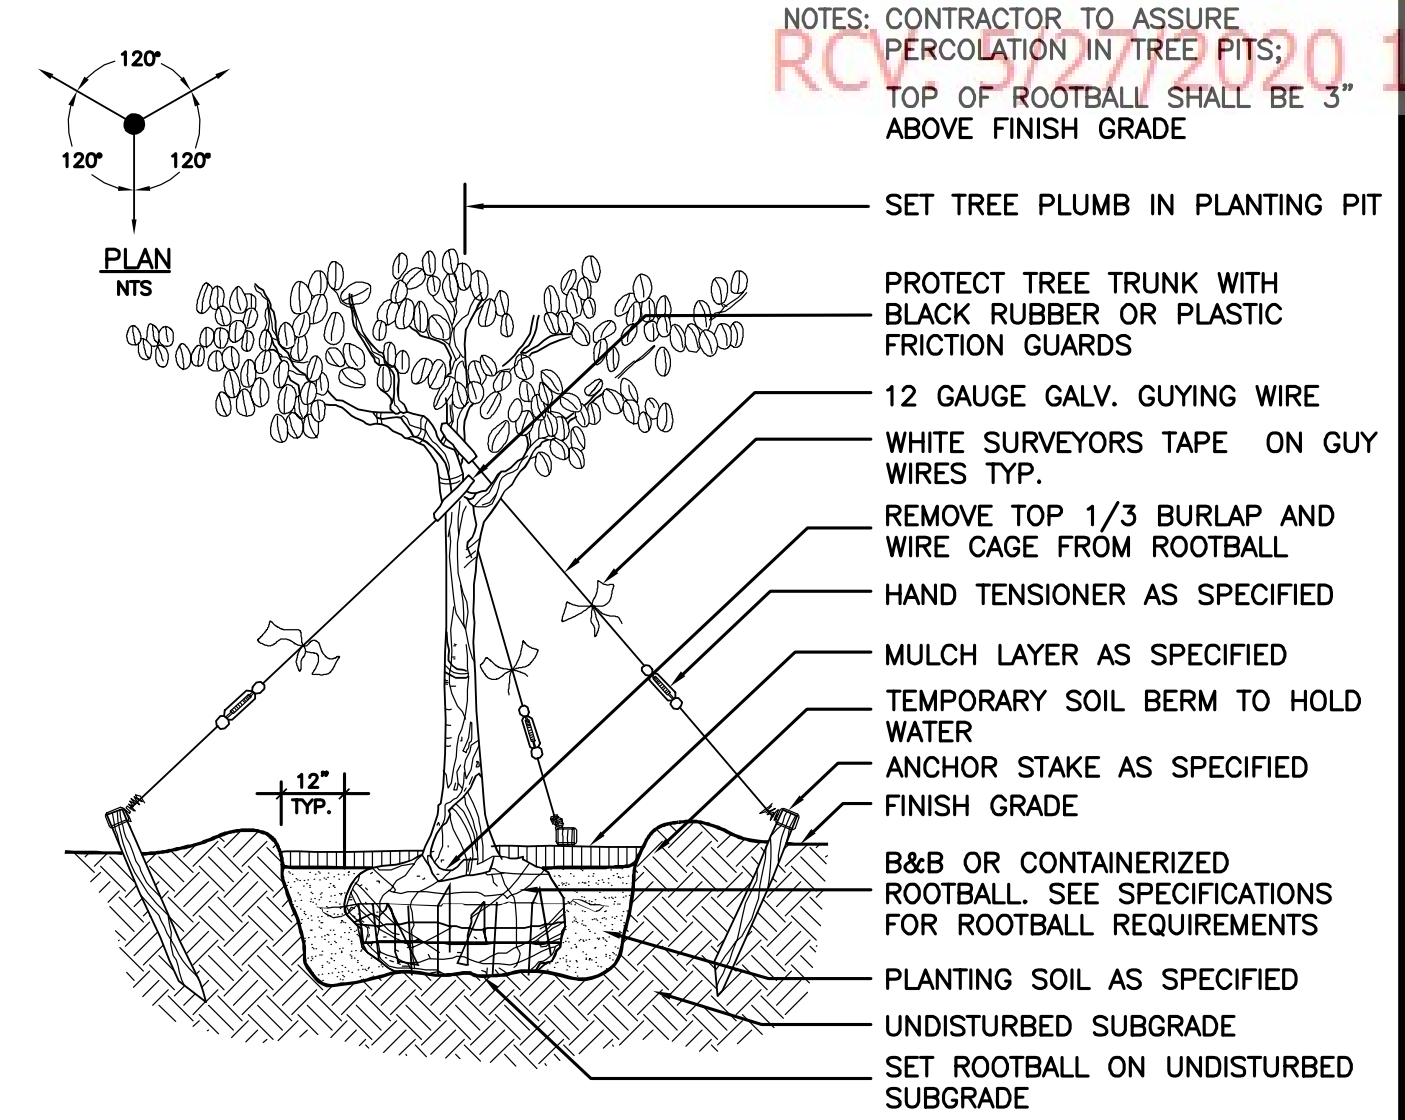 NOTES: CONTRACTOR TO ASSURE
PERCOLATION IN TREE PITS;
RCV. 5/27/2020 1
TOP OF ROOTBALL SHALL BE 3"
ABOVE FINISH GRADE
120°
120°
120°
PLAN
NTS
SET TREE PLUMB IN PLANTING PIT
PROTECT TREE TRUNK WITH
BLACK RUBBER OR PLASTIC
FRICTION GUARDS
12 GAUGE GALV. GUYING WIRE
WHITE SURVEYORS TAPE ON GUY
WIRES TYP.
REMOVE TOP 1/3 BURLAP AND
WIRE CAGE FROM ROOTBALL
HAND TENSIONER AS SPECIFIED
MULCH LAYER AS SPECIFIED
TEMPORARY SOIL BERM TO HOLD
WATER
ANCHOR STAKE AS SPECIFIED
12"
TYP.
FINISH GRADE
B&B OR CONTAINERIZED
ROOTBALL. SEE SPECIFICATIONS
FOR ROOTBALL REQUIREMENTS
PLANTING SOIL AS SPECIFIED
UNDISTURBED SUBGRADE
SET ROOTBALL ON UNDISTURBED
SUBGRADE